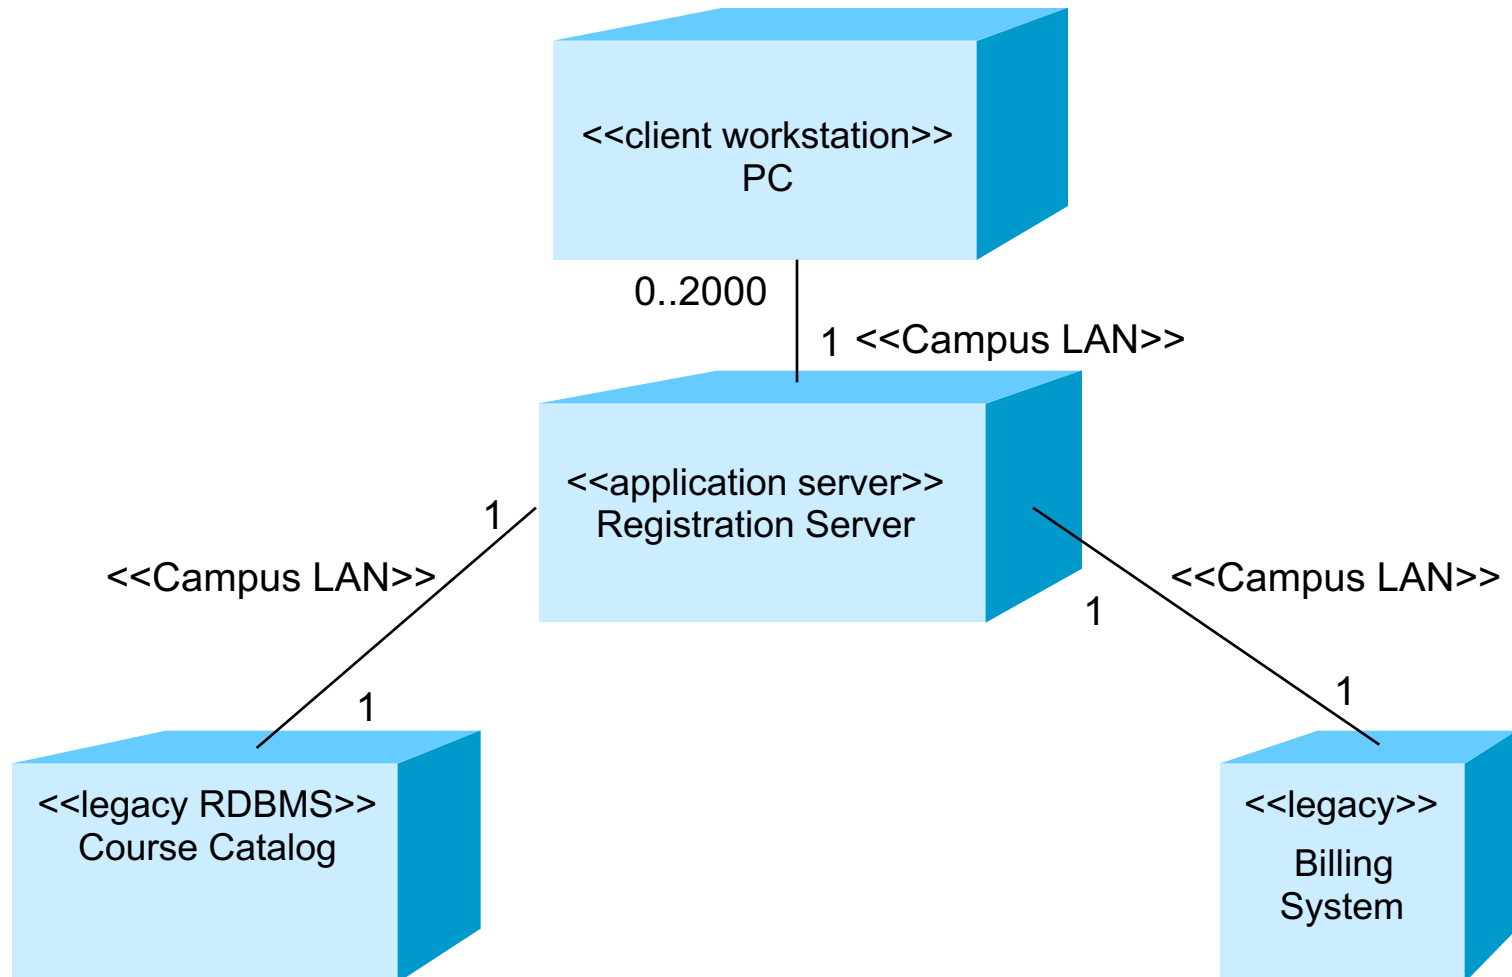 <<client workstation>>
PC
0..2000
1 <<Campus LAN>>
<<application server>>
Registration Server
1
<<Campus LAN>>
1
<<Campus LAN>>
1
1
<<legacy RDBMS>>
Course Catalog
<<legacy>>
Billing
System